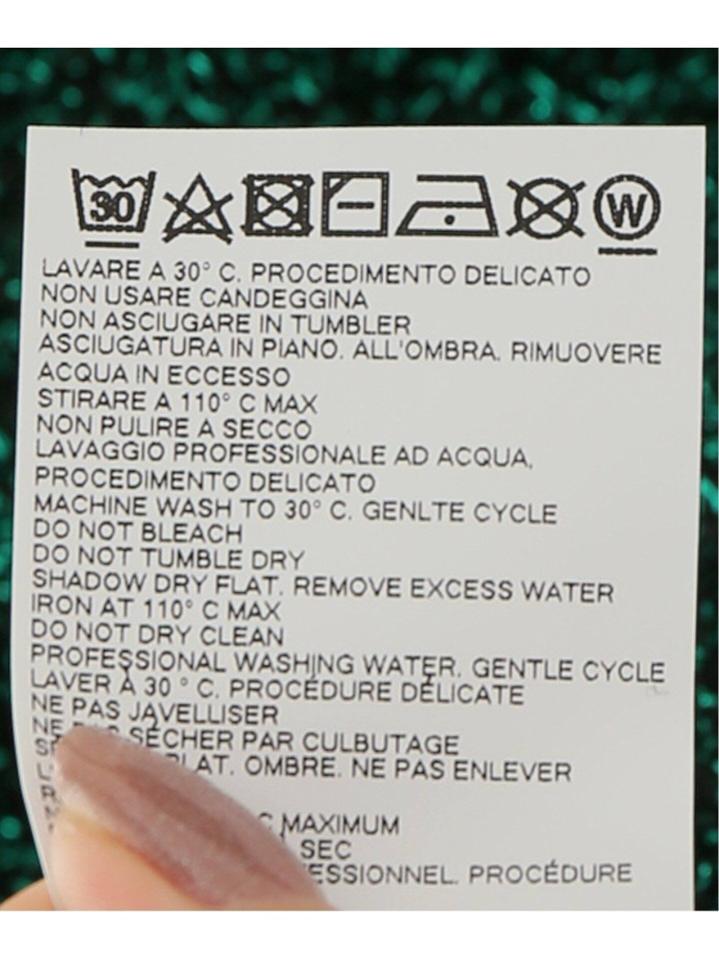 30 W
LAVARE A 30° C. PROCEDIMENTO DELICATO
NON USARE CANDEGGINA
NON ASCIUGARE IN TUMBLER
ASCIUGATURA IN PIANO. ALL'OMBRA. RIMUOVERE
ACQUA IN ECCESSO
STIRARE A 110° C MAX
NON PULIRE A SECCO
LAVAGGIO PROFESSIONALE AD ACQUA,
PROCEDIMENTO DELICATO
MACHINE WASH TO 30° C. GENLTE CYCLE
DO NOT BLEACH
DO NOT TUMBLE DRY
SHADOW DRY FLAT. REMOVE EXCESS WATER
IRON AT 110° C MAX
DO NOT DRY CLEAN
PROFESSIONAL WASHING WATER. GENTLE CYCLE
LAVER À 30 ° C. PROCÉDURE DÉLICATE
NE PAS JAVELLISER
NE SÉCHER PAR CULBUTAGE
OMBRE. NE PAS ENLEVER
MAXIMUM
SEC
PROCÉDURE